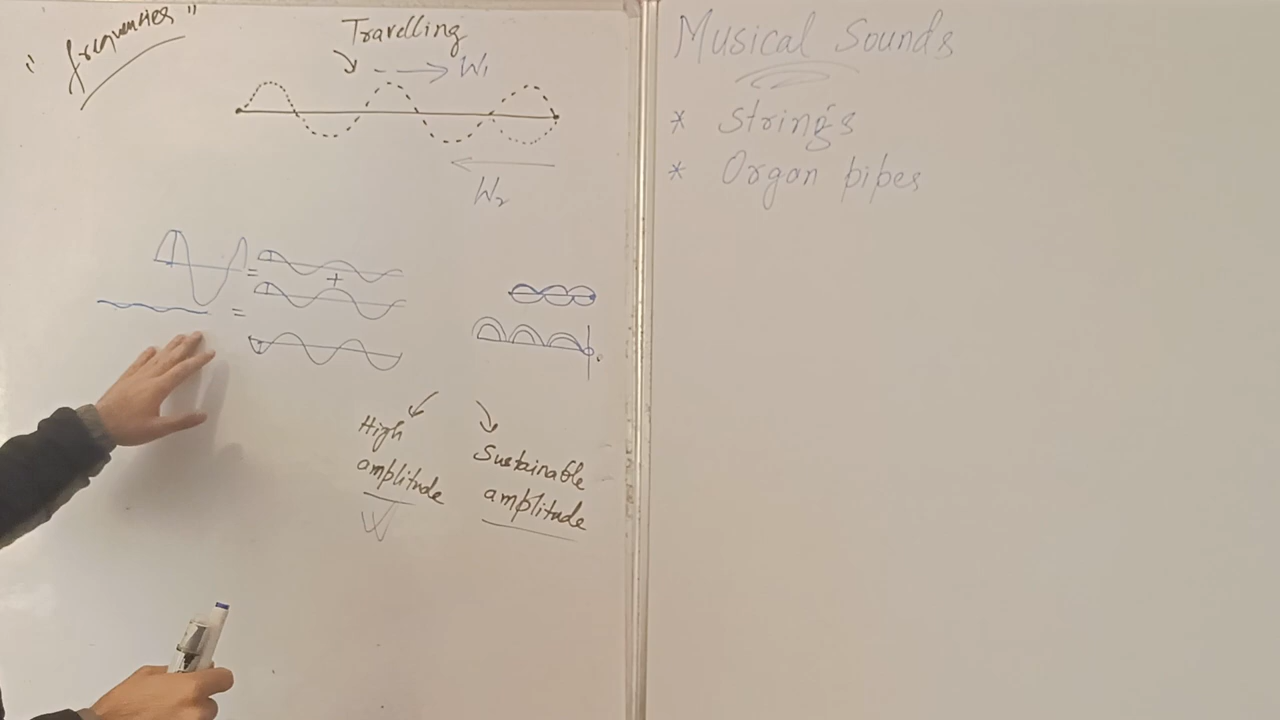 "frequencies"
Travelling
W₁
W₂
=
+
=
High
amplitude
W
Sustainable
amplitude
Musical Sounds
* Strings
* Organ pipes